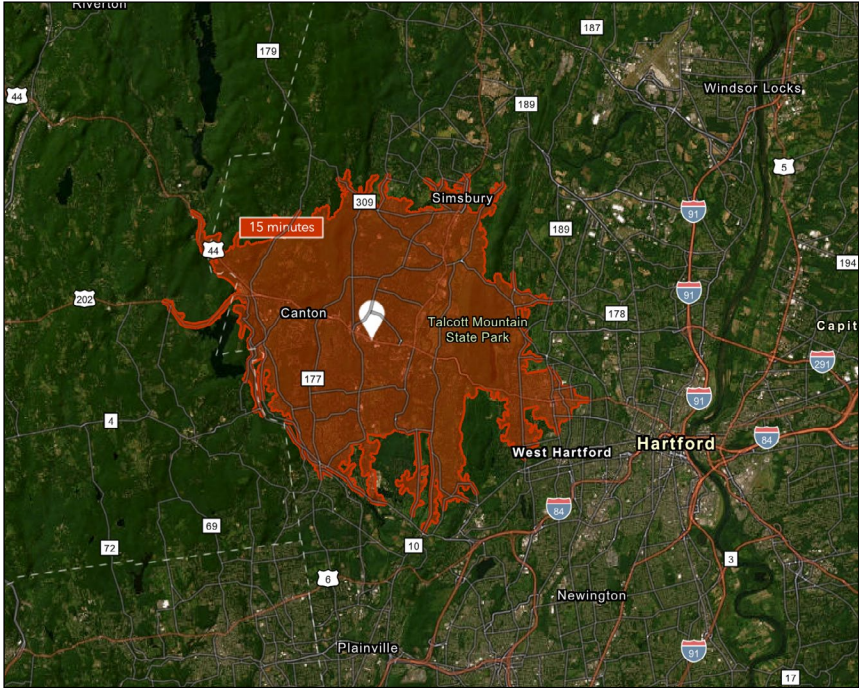 Riverton
187
179
Windsor Locks
44
189
5
Simsbury
309
91
15 minutes
189
44
194
91
202
Canton
178
Talcott Mountain
State Park
Capit
291
177
91
4
Hartford
84
West Hartford
84
69
10
72
3
6
Newington
Plainville
91
17